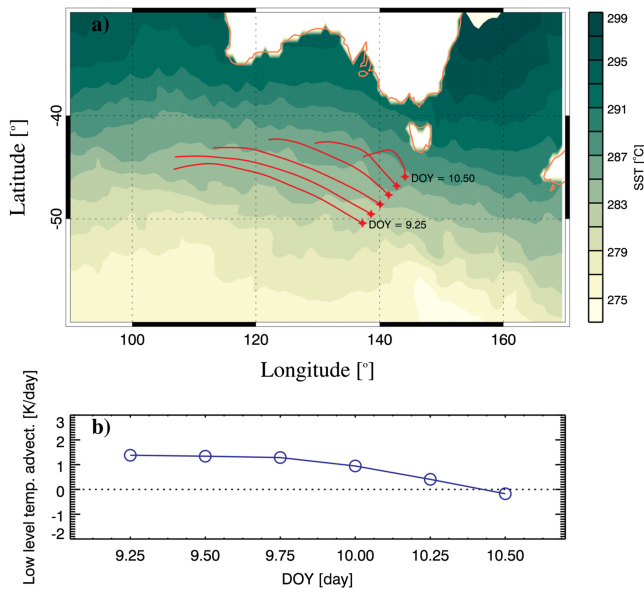 a)
Latitude [°]
-40
-50
DOY = 10.50
DOY = 9.25
100
120
140
160
Longitude [°]
299
295
291
287
283
279
275
SST [°C]
b)
Low level temp. advect. [K/day]
3
2
1
0
-1
-2
9.25
9.50
9.75
10.00
10.25
10.50
DOY [day]